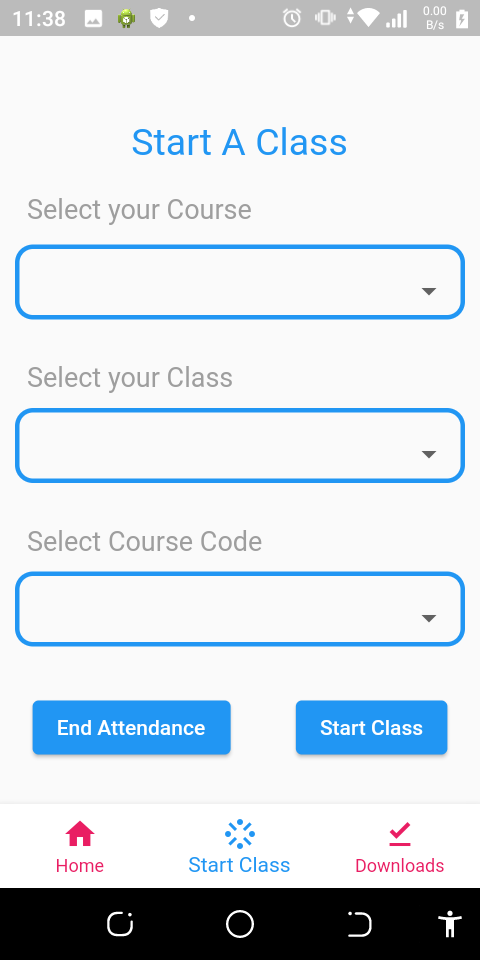 11:38
0.00
B/s
Start A Class
Select your Course
Select your Class
Select Course Code
End Attendance Start Class
Home Start Class Downloads